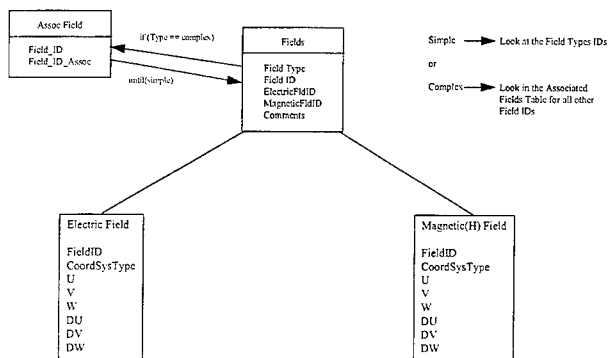 Assoc Field
Field_ID
Field_ID_Assoc
if (Type == complex)
until(simple)
Fields
Field Type
Field ID
ElectricFldID
MagneticFldID
Comments
Simple
Look at the Field Types IDs
or
Complex
Look in the Associated
Fields Table for all other
Field IDs
Electric Field
FieldID
CoordSysType
U
V
W
DU
DV
DW
Magnetic(H) Field
FieldID
CoordSysType
U
V
W
DU
DV
DW